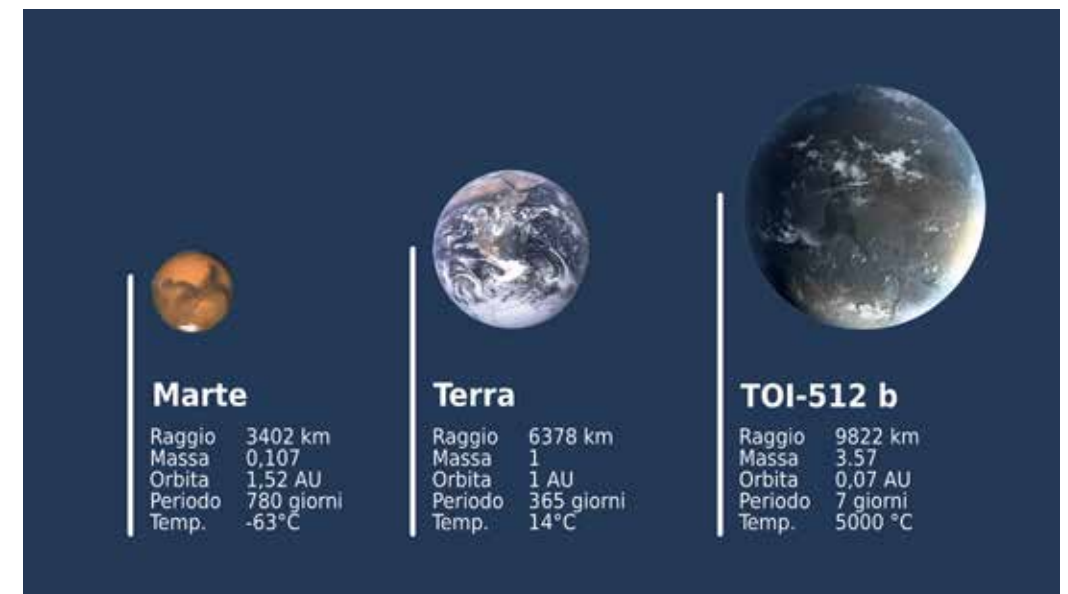 Marte
Raggio 3402 km
Massa 0,107
Orbita 1,52 AU
Periodo 780 giorni
Temp. -63°C
Terra
Raggio 6378 km
Massa 1
Orbita 1 AU
Periodo 365 giorni
Temp. 14°C
TOI-512 b
Raggio 9822 km
Massa 3.57
Orbita 0,07 AU
Periodo 7 giorni
Temp. 5000 °C